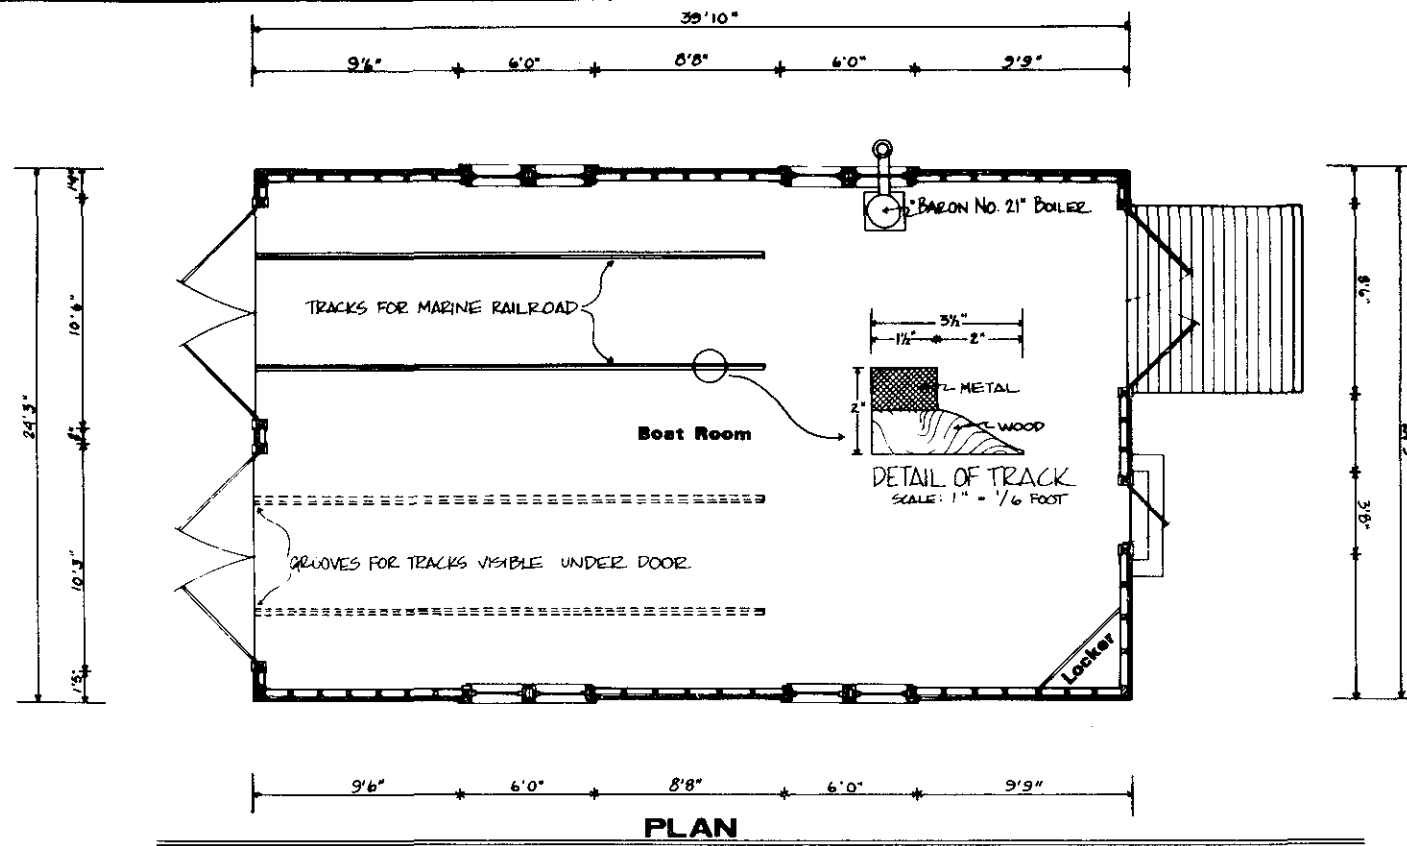 39'10"
9'6" 6'0" 8'8" 6'0" 9'9"
"BARON NO. 21" BOILER
TRACKS FOR MARINE RAILROAD
24'3"
10'6"
8'6"
3½"
1½" 2"
2"
METAL
WOOD
Boat Room
DETAIL OF TRACK
SCALE: 1" = 1/6 FOOT
3'8"
GROOVES FOR TRACKS VISIBLE UNDER DOOR
10'3"
1'5"
Locker
9'6" 6'0" 8'8" 6'0" 9'9"
PLAN